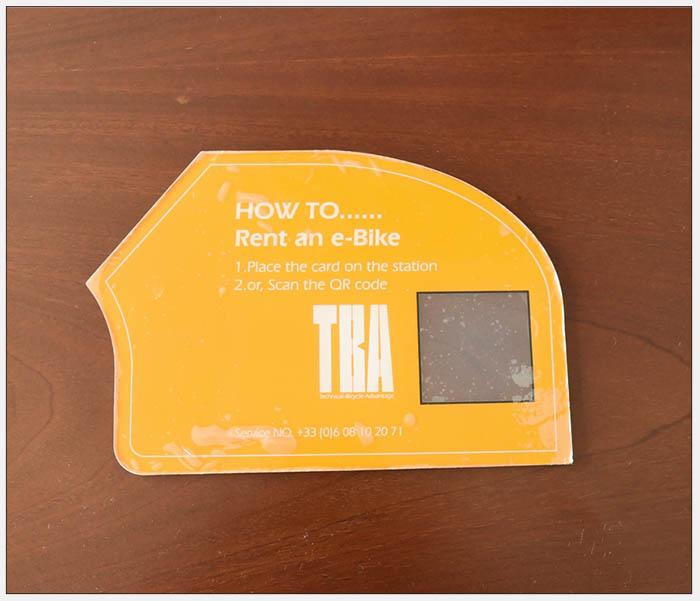 HOW TO......
Rent an e-Bike
1.Place the card on the station
2.or, Scan the QR code
TBA
Technical-Bicycle-Advantage
Service NO. +33 (0)6 08 10 20 71